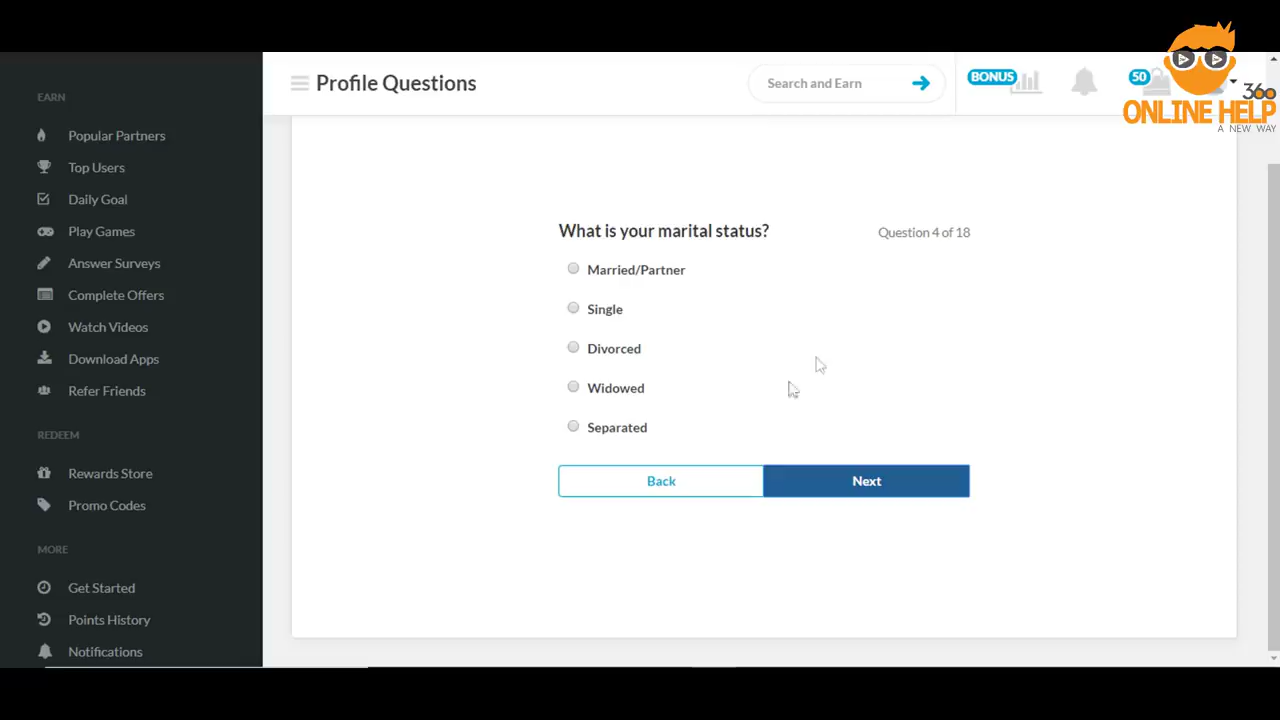 EARN
Popular Partners
Top Users
Daily Goal
Play Games
Answer Surveys
Complete Offers
Watch Videos
Download Apps
Refer Friends
REDEEM
Rewards Store
Promo Codes
MORE
Get Started
Points History
Notifications
Profile Questions
Search and Earn
BONUS
50
360
ONLINE HELP
A NEW WAY
What is your marital status?
Question 4 of 18
Married/Partner
Single
Divorced
Widowed
Separated
Back
Next